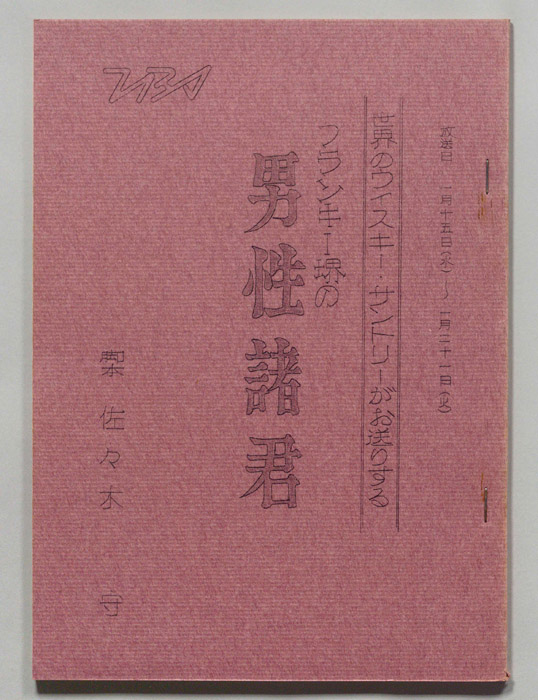 放送日 一月十五日(水)～一月二十一日(火)
世界のウイスキー・サントリーがお送りする
フランキー堺の
男性諸君
佐々木 守